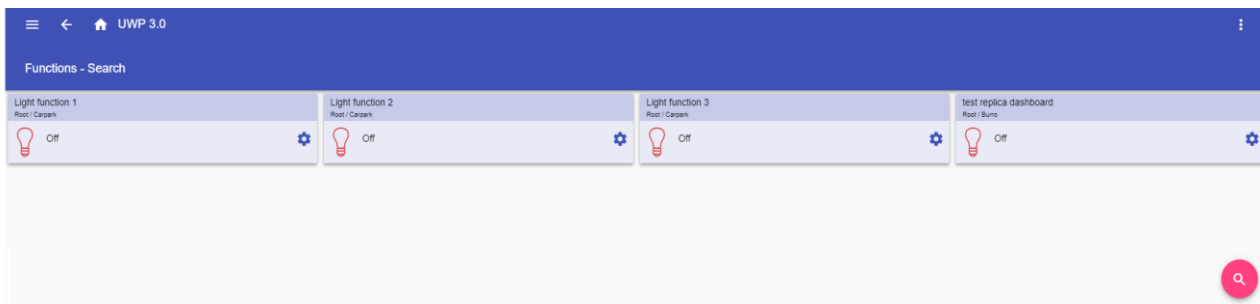 UWP 3.0
Functions - Search
Light function 1
Root / Carpark
Off
Light function 2
Root / Carpark
Off
Light function 3
Root / Carpark
Off
test replica dashboard
Root / Burro
Off